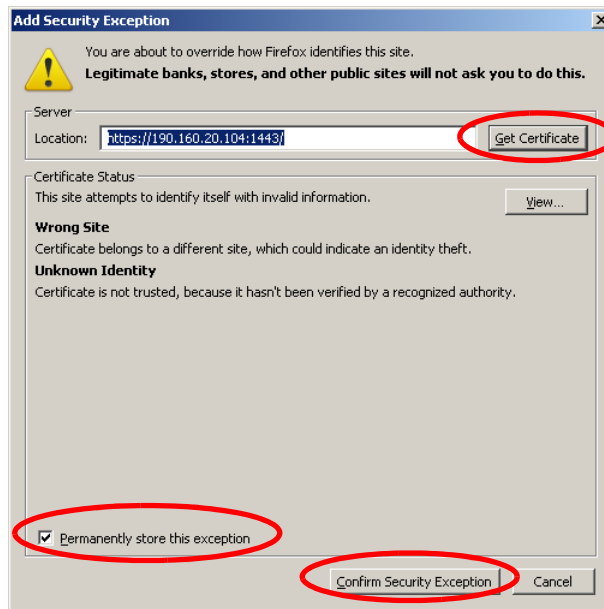 Add Security Exception
You are about to override how Firefox identifies this site.
Legitimate banks, stores, and other public sites will not ask you to do this.
Server
Location: https://190.160.20.104:1443/ Get Certificate
Certificate Status
This site attempts to identify itself with invalid information. View...
Wrong Site
Certificate belongs to a different site, which could indicate an identity theft.
Unknown Identity
Certificate is not trusted, because it hasn't been verified by a recognized authority.
Permanently store this exception
Confirm Security Exception Cancel